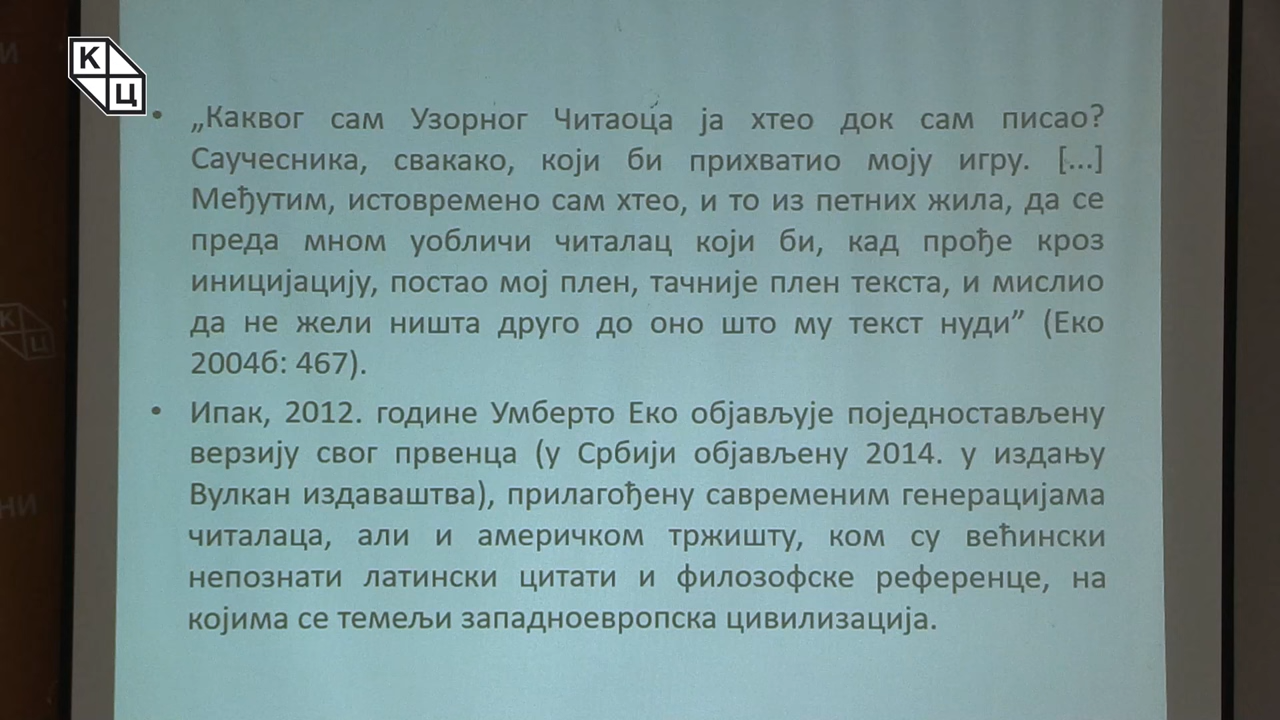 К
Ц
• „Каквог сам Узорног Читаоца ја хтео док сам писао?
Саучесника, свакако, који би прихватио моју игру. [...]
Међутим, истовремено сам хтео, и то из петних жила, да се
преда мном уобличи читалац који би, кад прође кроз
иницијацију, постао мој плен, тачније плен текста, и мислио
да не жели ништа друго до оно што му текст нуди” (Еко
2004б: 467).
• Ипак, 2012. године Умберто Еко објављује поједностављену
верзију свог првенца (у Србији објављену 2014. у издању
Вулкан издаваштва), прилагођену савременим генерацијама
читалаца, али и америчком тржишту, ком су већински
непознати латински цитати и филозофске референце, на
којима се темељи западноевропска цивилизација.
К
Ц